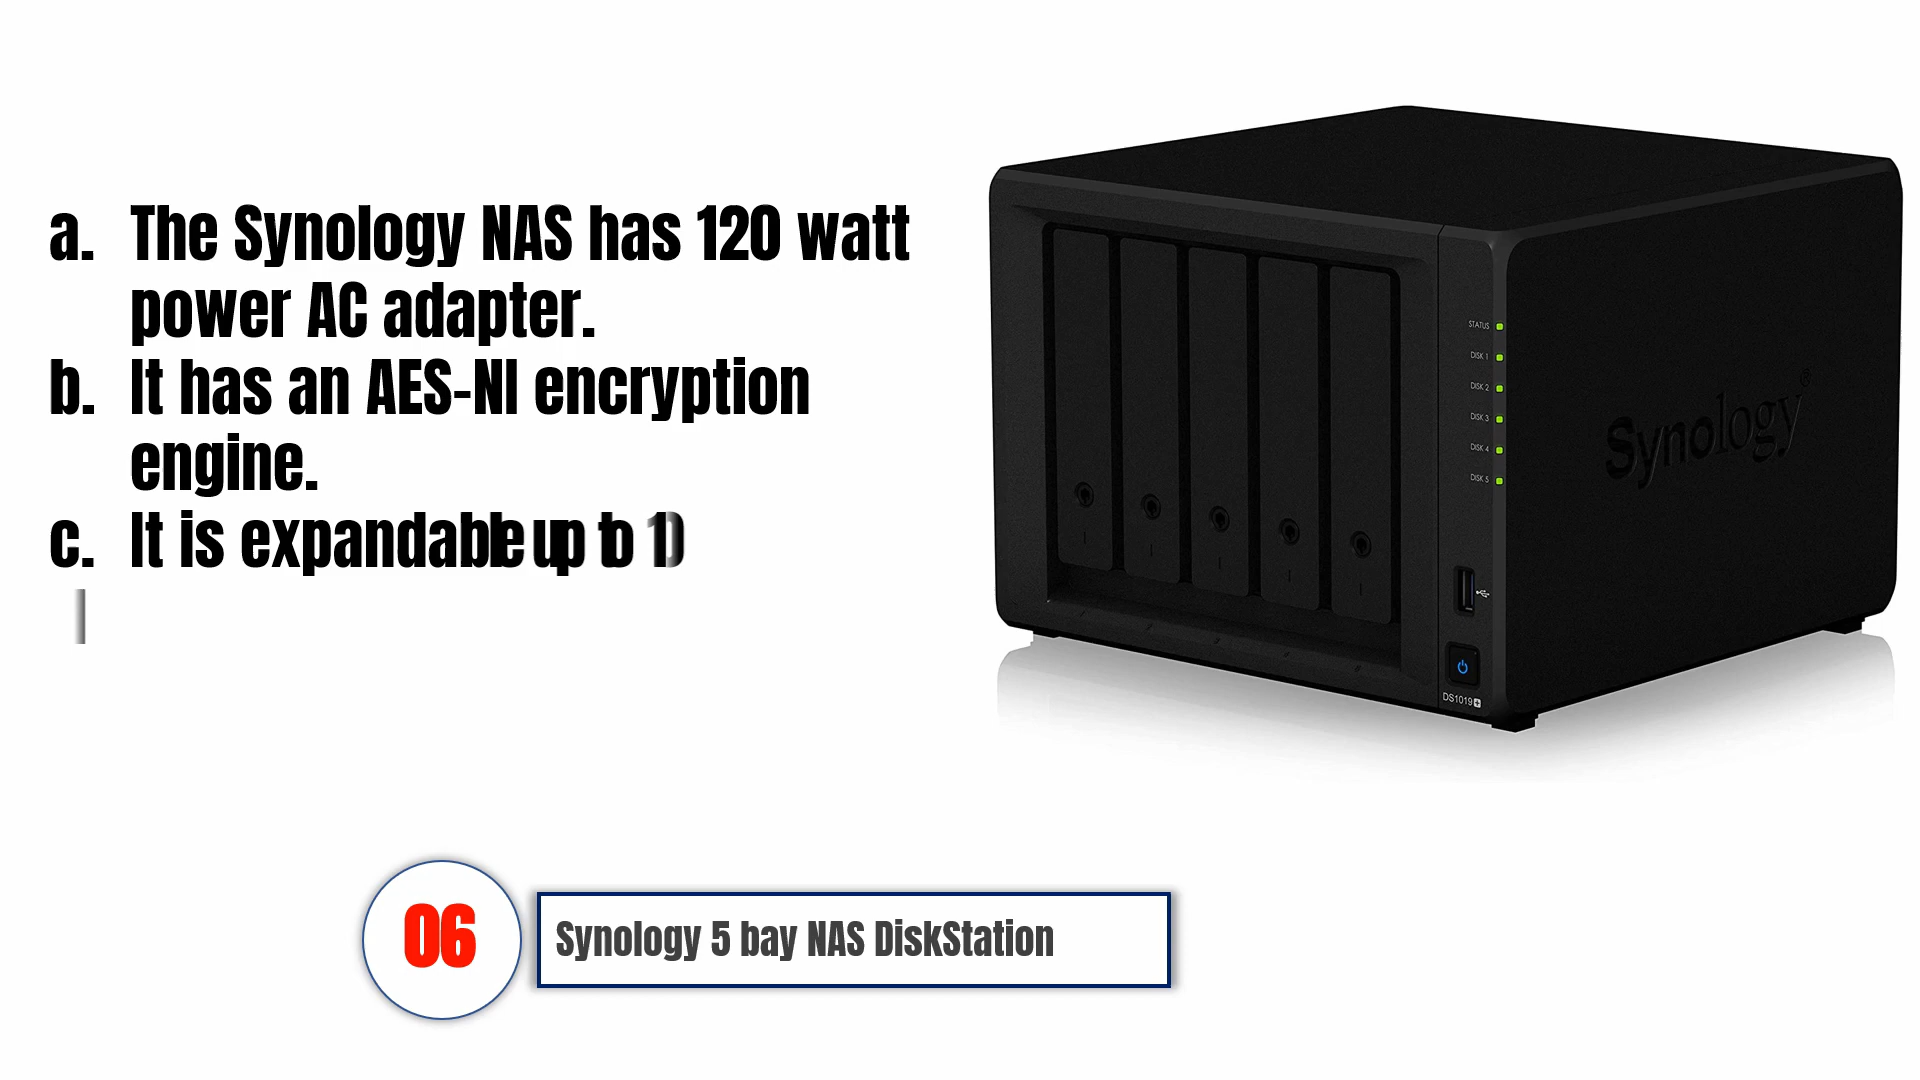 a. The Synology NAS has 120 watt
power AC adapter.
b. It has an AES-NI encryption
engine.
c. It is expandable up to 10
STATUS
DISK 1
DISK 2
DISK 3
DISK 4
DISK 5
Synology®
DS1019+
06
Synology 5 bay NAS DiskStation